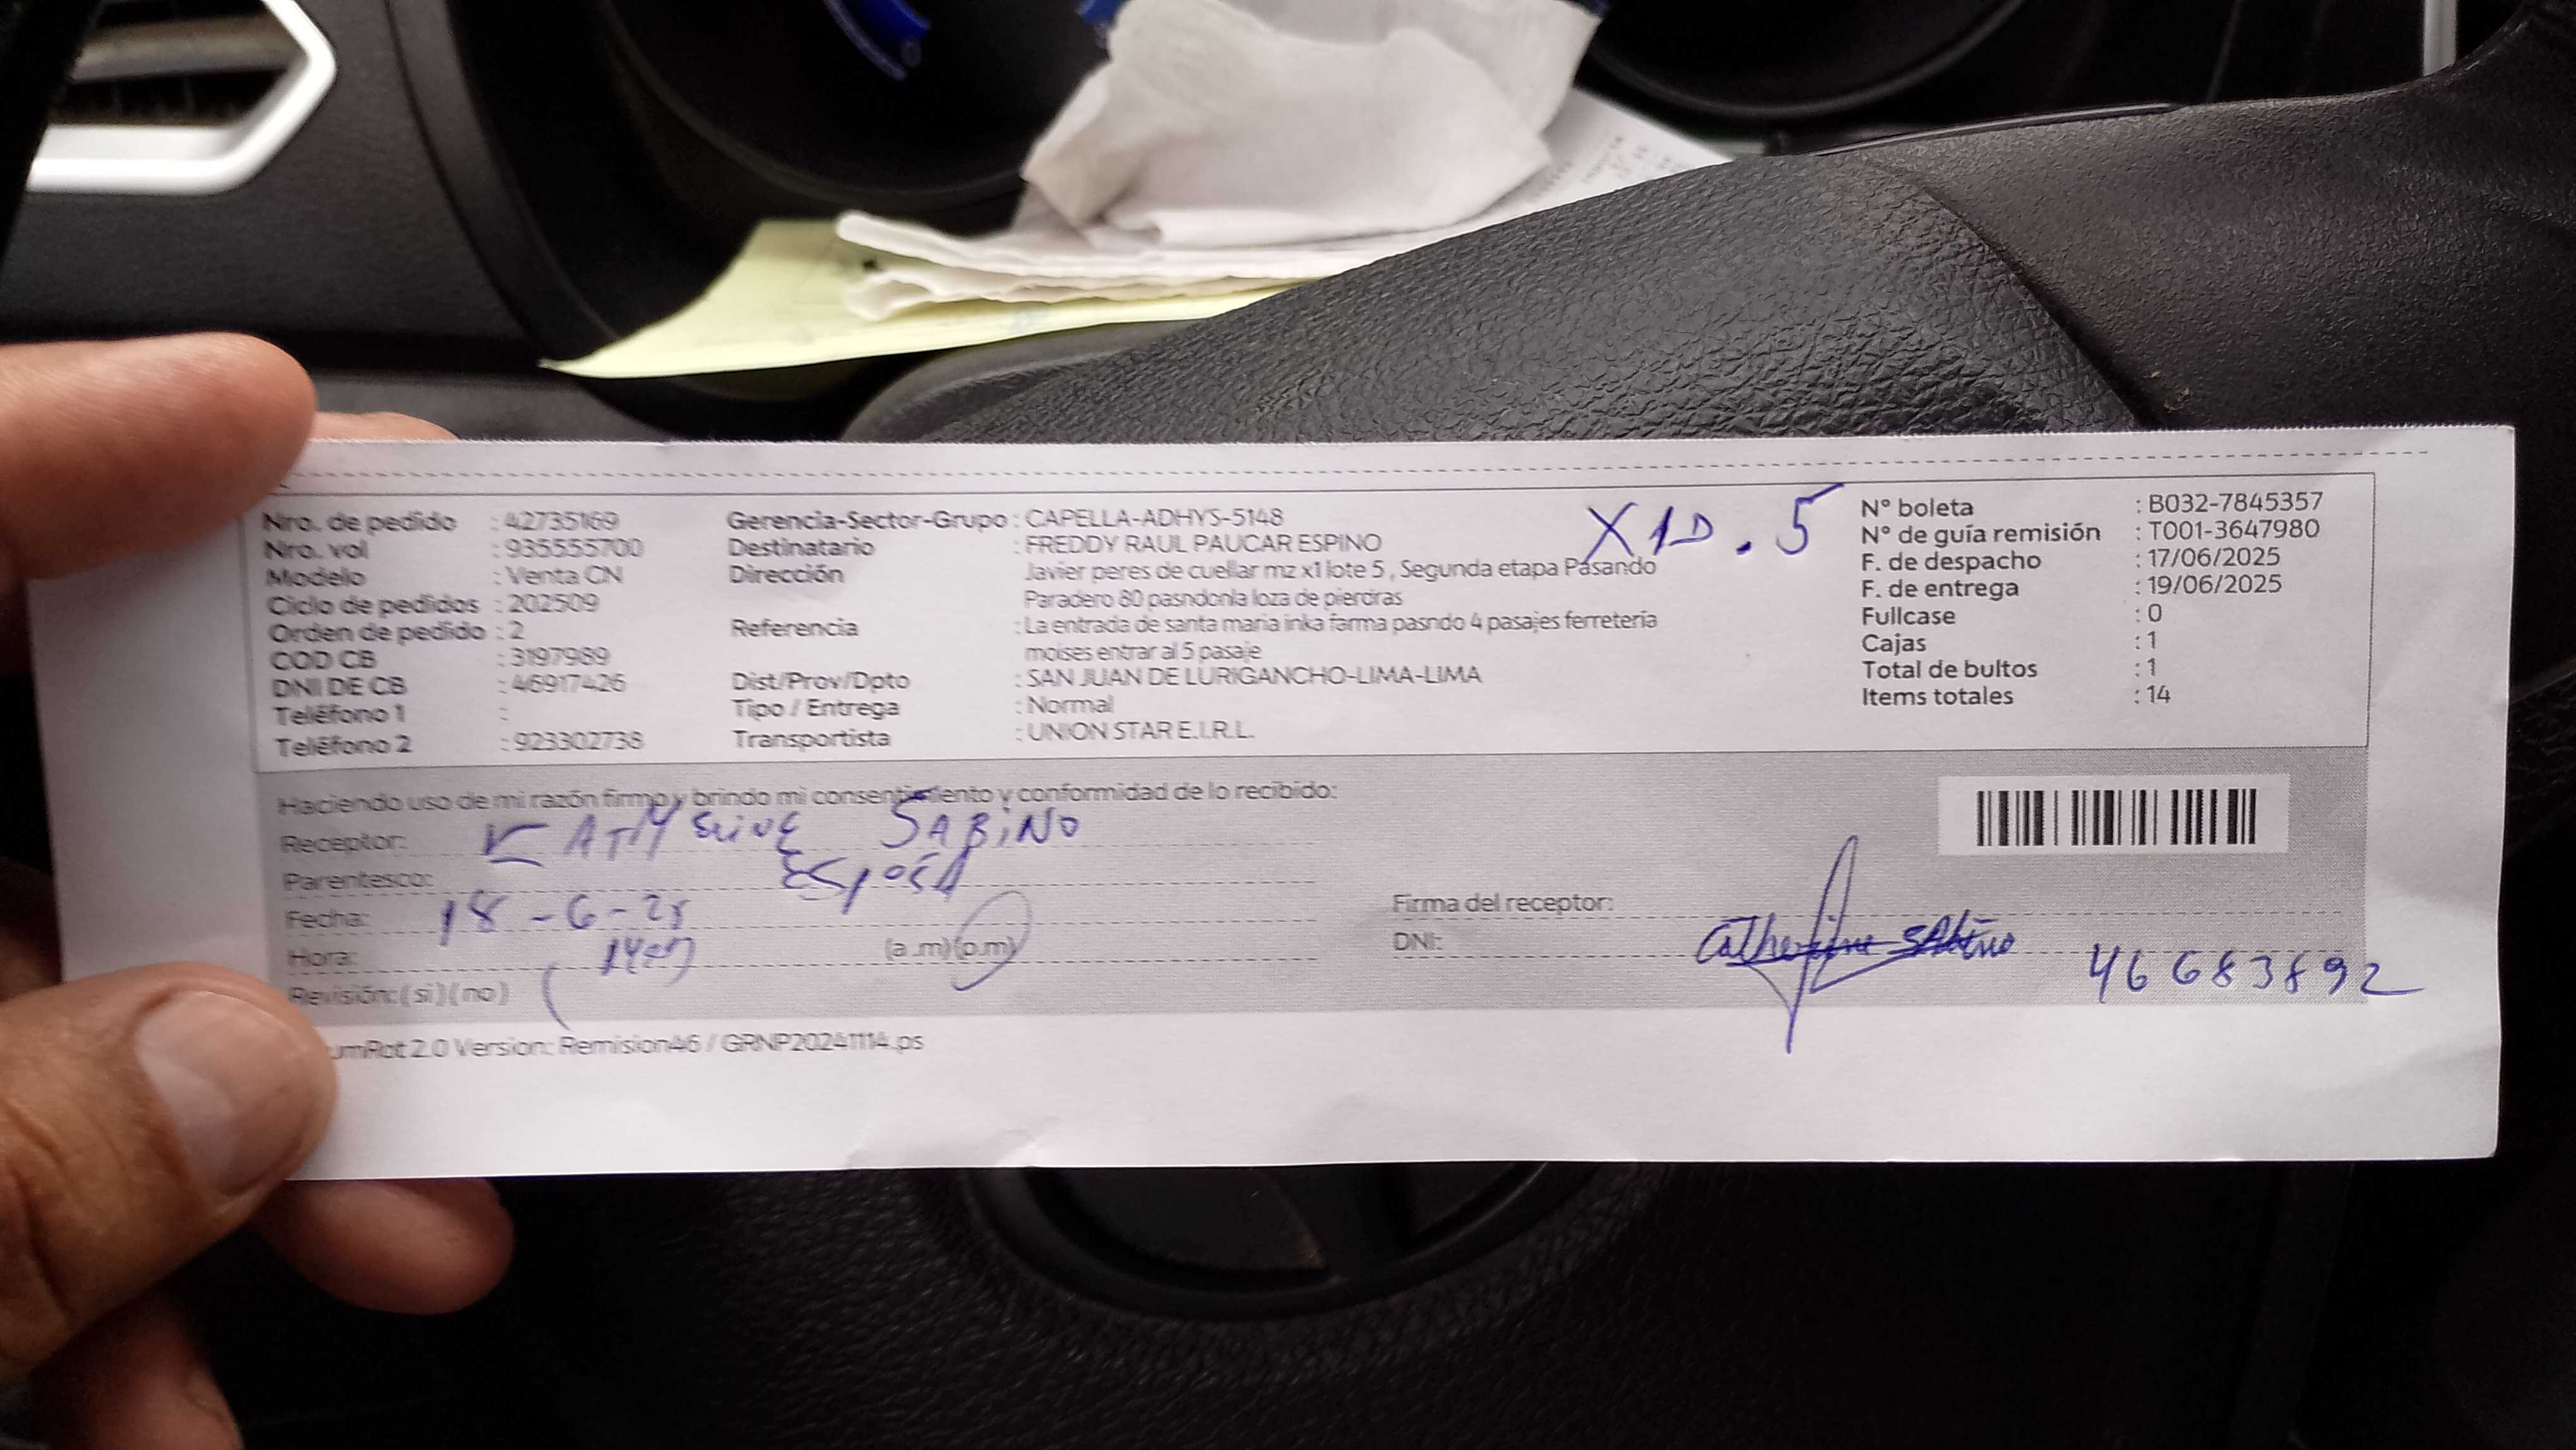 Nro. de pedido : 42735169
Nro. vol : 935555700
Modelo : Venta CN
Ciclo de pedidos : 202509
Orden de pedido : 2
COD CB : 3197989
DNI DE CB : 46917426
Teléfono 1 :
Teléfono 2 : 923302738
Gerencia-Sector-Grupo : CAPELLA-ADHYS-5148
Destinatario : FREDDY RAUL PAUCAR ESPINO
Dirección Javier peres de cuellar mz x1 lote 5 , Segunda etapa Pasando
Paradero 80 pasndonla loza de pierdras
Referencia : La entrada de santa maria inka farma pasndo 4 pasajes ferretería
moises entrar al 5 pasaje
Dist/Prov/Dpto : SAN JUAN DE LURIGANCHO-LIMA-LIMA
Tipo / Entrega : Normal
Transportista : UNION STAR E.I.R.L.
X1D . 5
Nº boleta : B032-7845357
Nº de guía remisión : T001-3647980
F. de despacho : 17/06/2025
F. de entrega : 19/06/2025
Fullcase : 0
Cajas : 1
Total de bultos : 1
Items totales : 14
Haciendo uso de mi razón firmo y brindo mi consentimiento y conformidad de lo recibido:
Receptor: SABiNO
Parentesco: ESPOSA
Fecha: 18 - 6 - 25
Hora: (a .m) (p.m)
Revisión: ( si ) ( no )
Firma del receptor:
DNI: 46683892
umRot 2.0 Version: Remision46 / GRNP20241114.ps